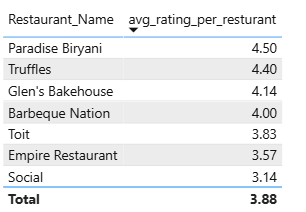 Restaurant_Name avg_rating_per_resturant
Paradise Biryani 4.50
Truffles 4.40
Glen's Bakehouse 4.14
Barbeque Nation 4.00
Toit 3.83
Empire Restaurant 3.57
Social 3.14
Total 3.88